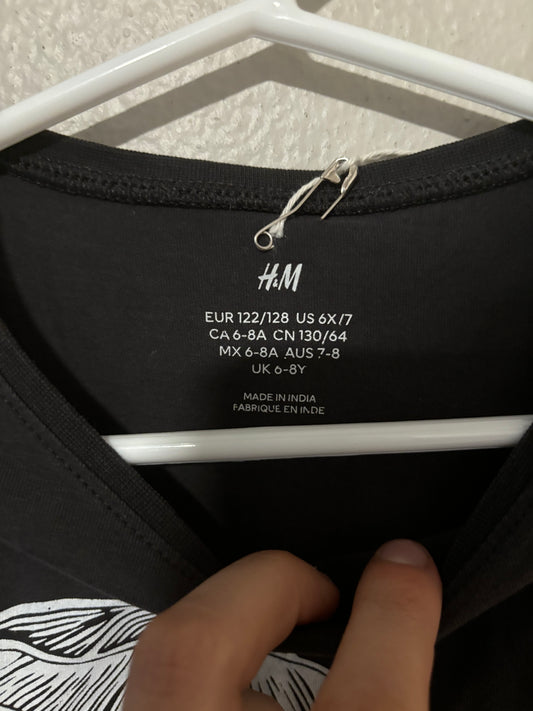 H&M
EUR 122/128 US 6X/7
CA 6-8A CN 130/64
MX 6-8A AUS 7-8
UK 6-8Y
MADE IN INDIA
FABRIQUE EN INDE